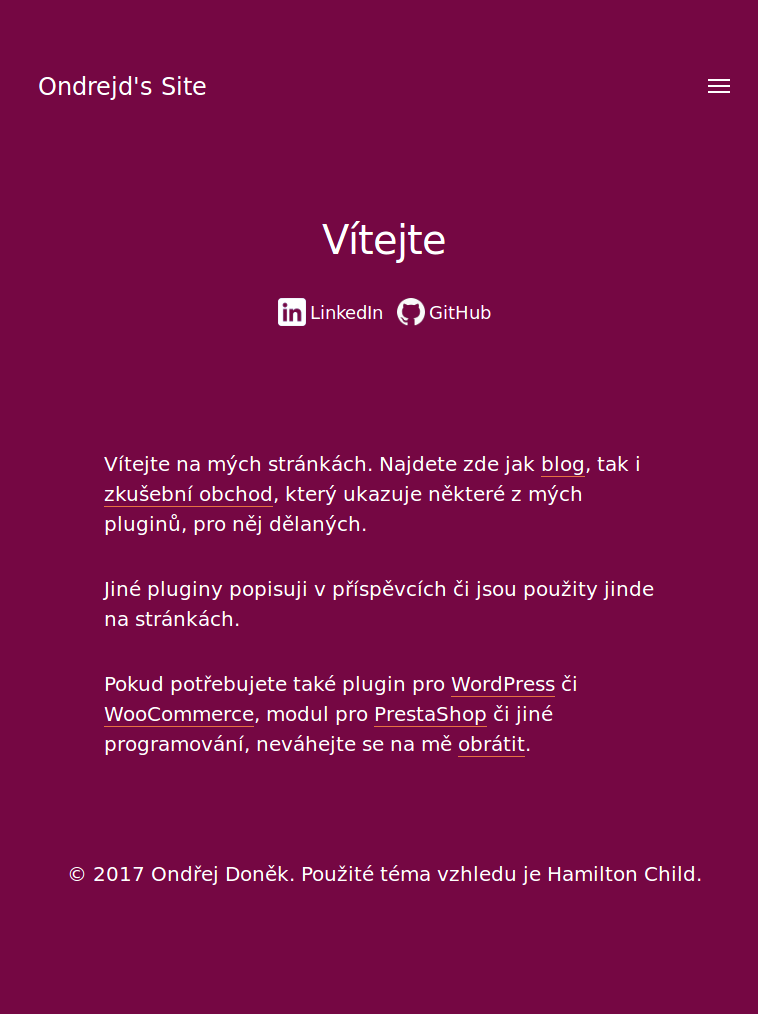 Ondrejd's Site
Vítejte
LinkedIn GitHub
Vítejte na mých stránkách. Najdete zde jak blog, tak i
zkušební obchod, který ukazuje některé z mých
pluginů, pro něj dělaných.
Jiné pluginy popisuji v příspěvcích či jsou použity jinde
na stránkách.
Pokud potřebujete také plugin pro WordPress či
WooCommerce, modul pro PrestaShop či jiné
programování, neváhejte se na mě obrátit.
© 2017 Ondřej Doněk. Použité téma vzhledu je Hamilton Child.